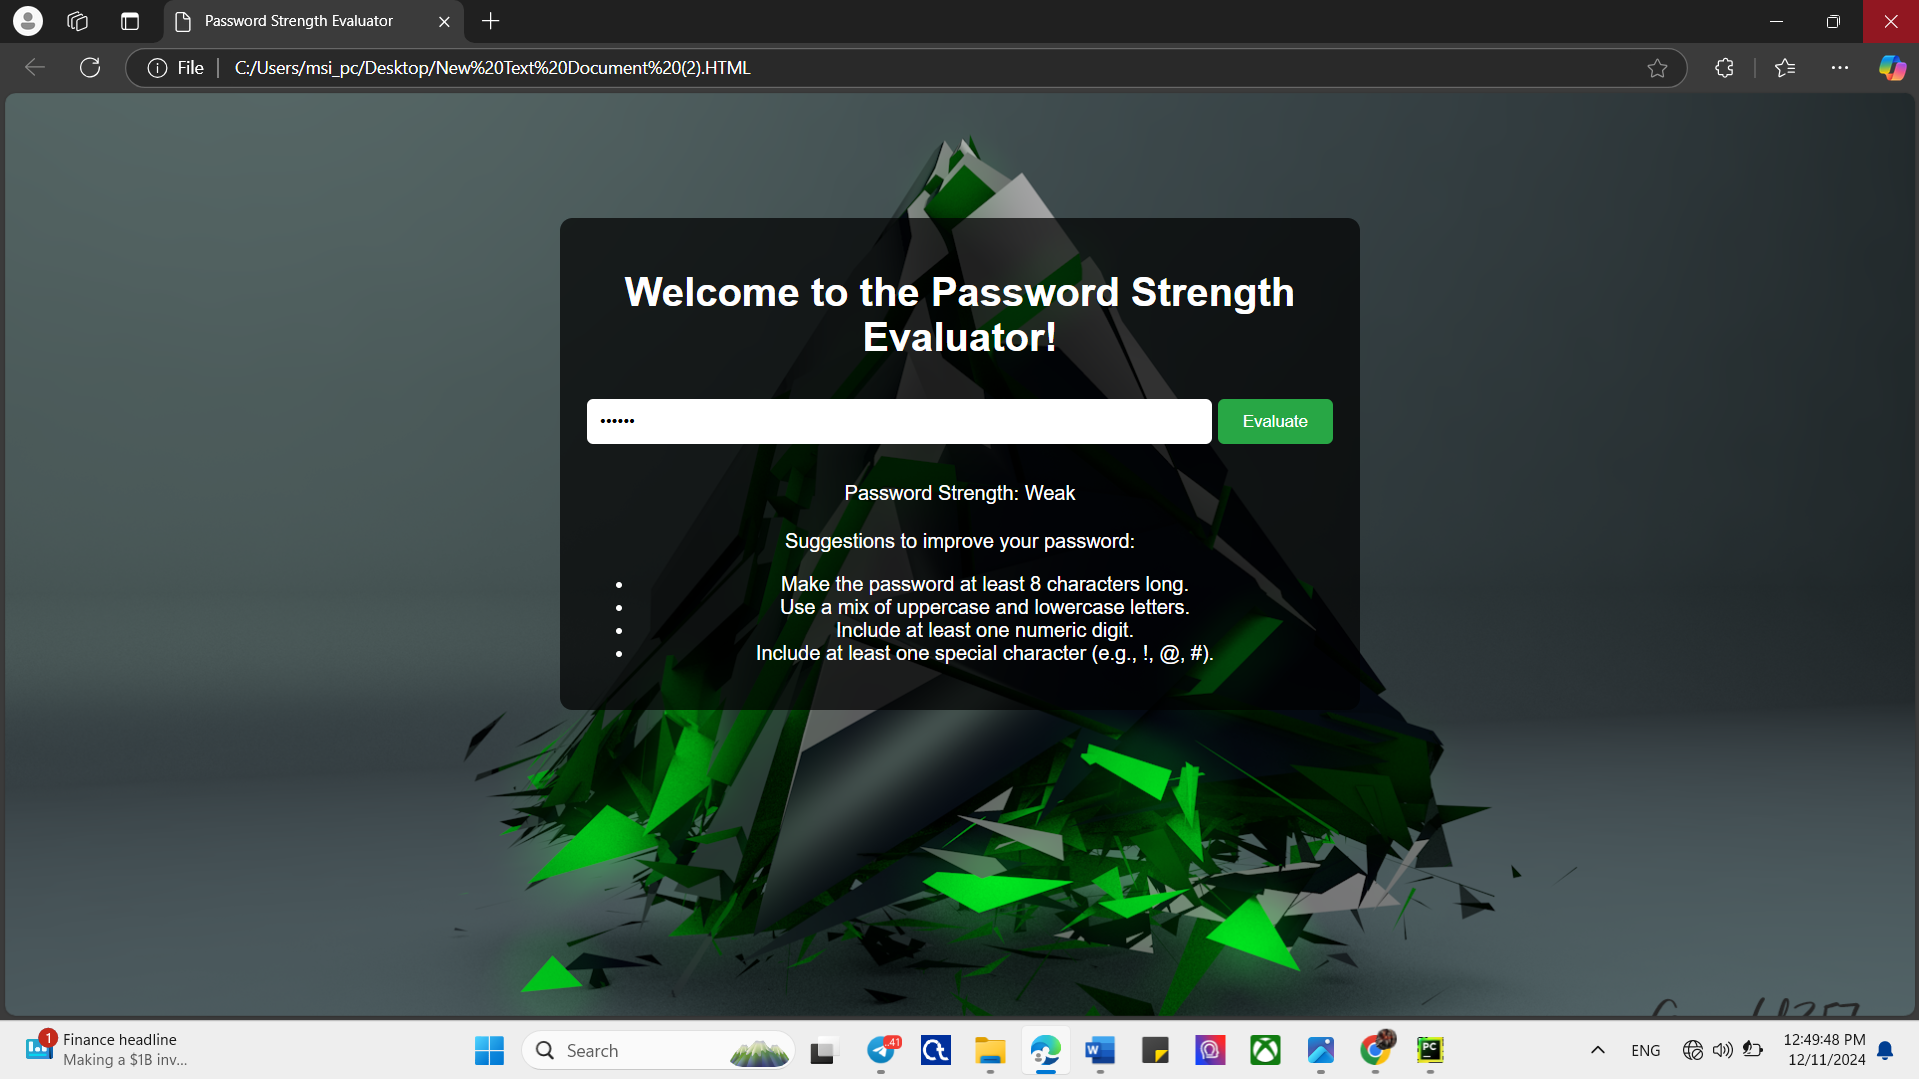 Password Strength Evaluator
File
C:/Users/msi_pc/Desktop/New%20Text%20Document%20(2).HTML
Welcome to the Password Strength
Evaluator!
••••••
Evaluate
Password Strength: Weak
Suggestions to improve your password:
• Make the password at least 8 characters long.
• Use a mix of uppercase and lowercase letters.
• Include at least one numeric digit.
• Include at least one special character (e.g., !, @, #).
1
Finance headline
Making a $1B inv...
Search
..41
W
PC
ENG
12:49:48 PM
12/11/2024